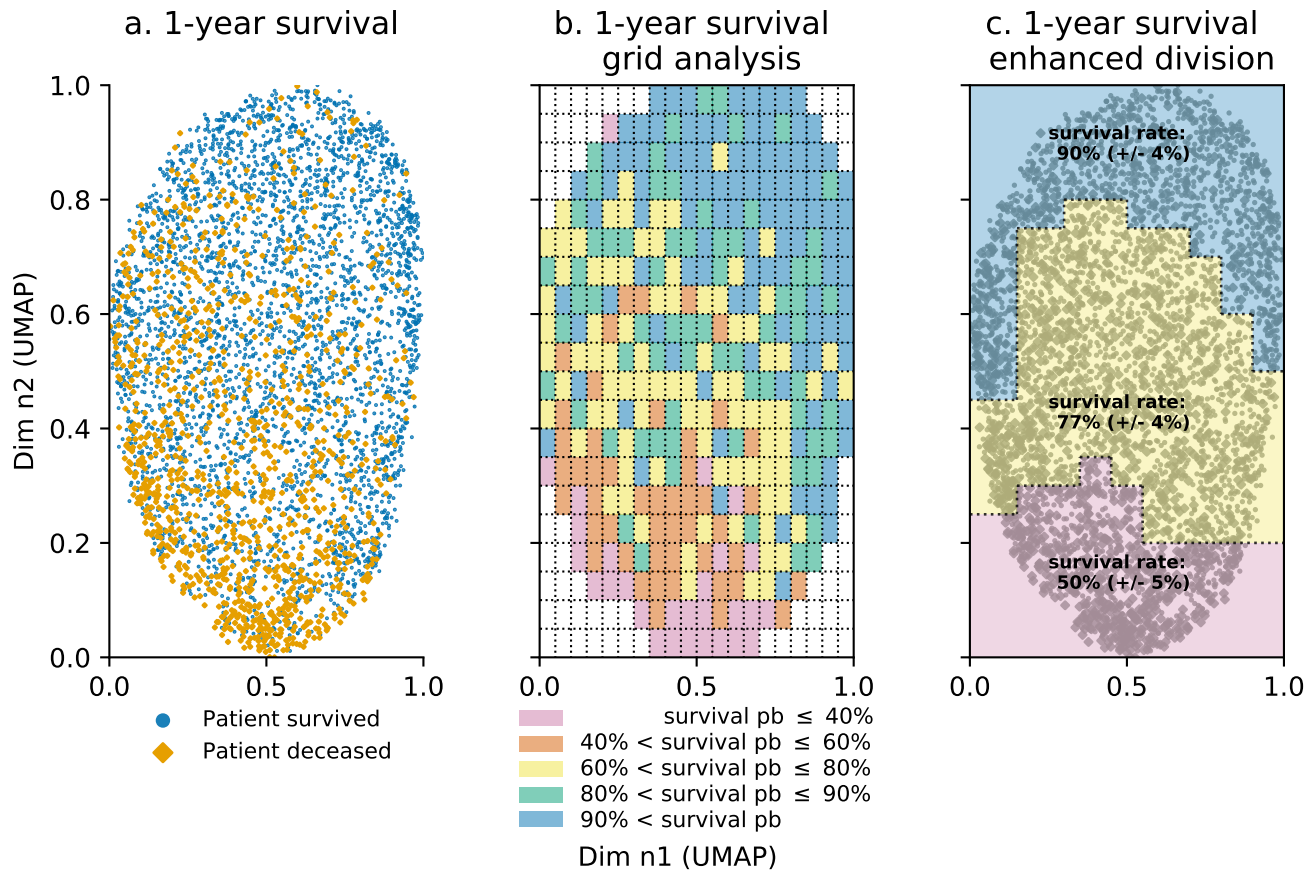 a. 1-year survival
b. 1-year survival
grid analysis
c. 1-year survival
enhanced division
Dim n2 (UMAP)
1.0
0.8
0.6
0.4
0.2
0.0
0.0 0.5 1.0
0.0 0.5 1.0
0.0 0.5 1.0
survival rate:
90% (+/- 4%)
survival rate:
77% (+/- 4%)
survival rate:
50% (+/- 5%)
Patient survived
Patient deceased
survival pb ≤ 40%
40% < survival pb ≤ 60%
60% < survival pb ≤ 80%
80% < survival pb ≤ 90%
90% < survival pb
Dim n1 (UMAP)